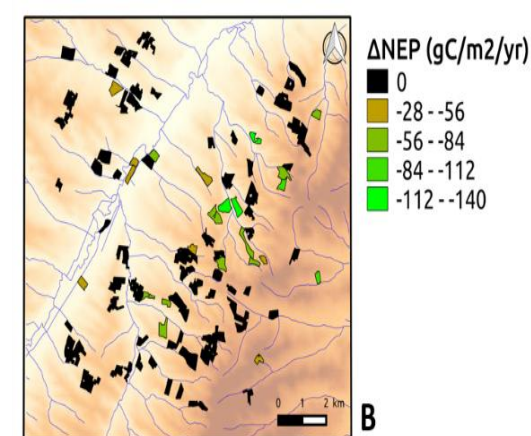 ΔNEP (gC/m2/yr)
0
-28 - -56
-56 - -84
-84 - -112
-112 - -140
0 1 2 km
B